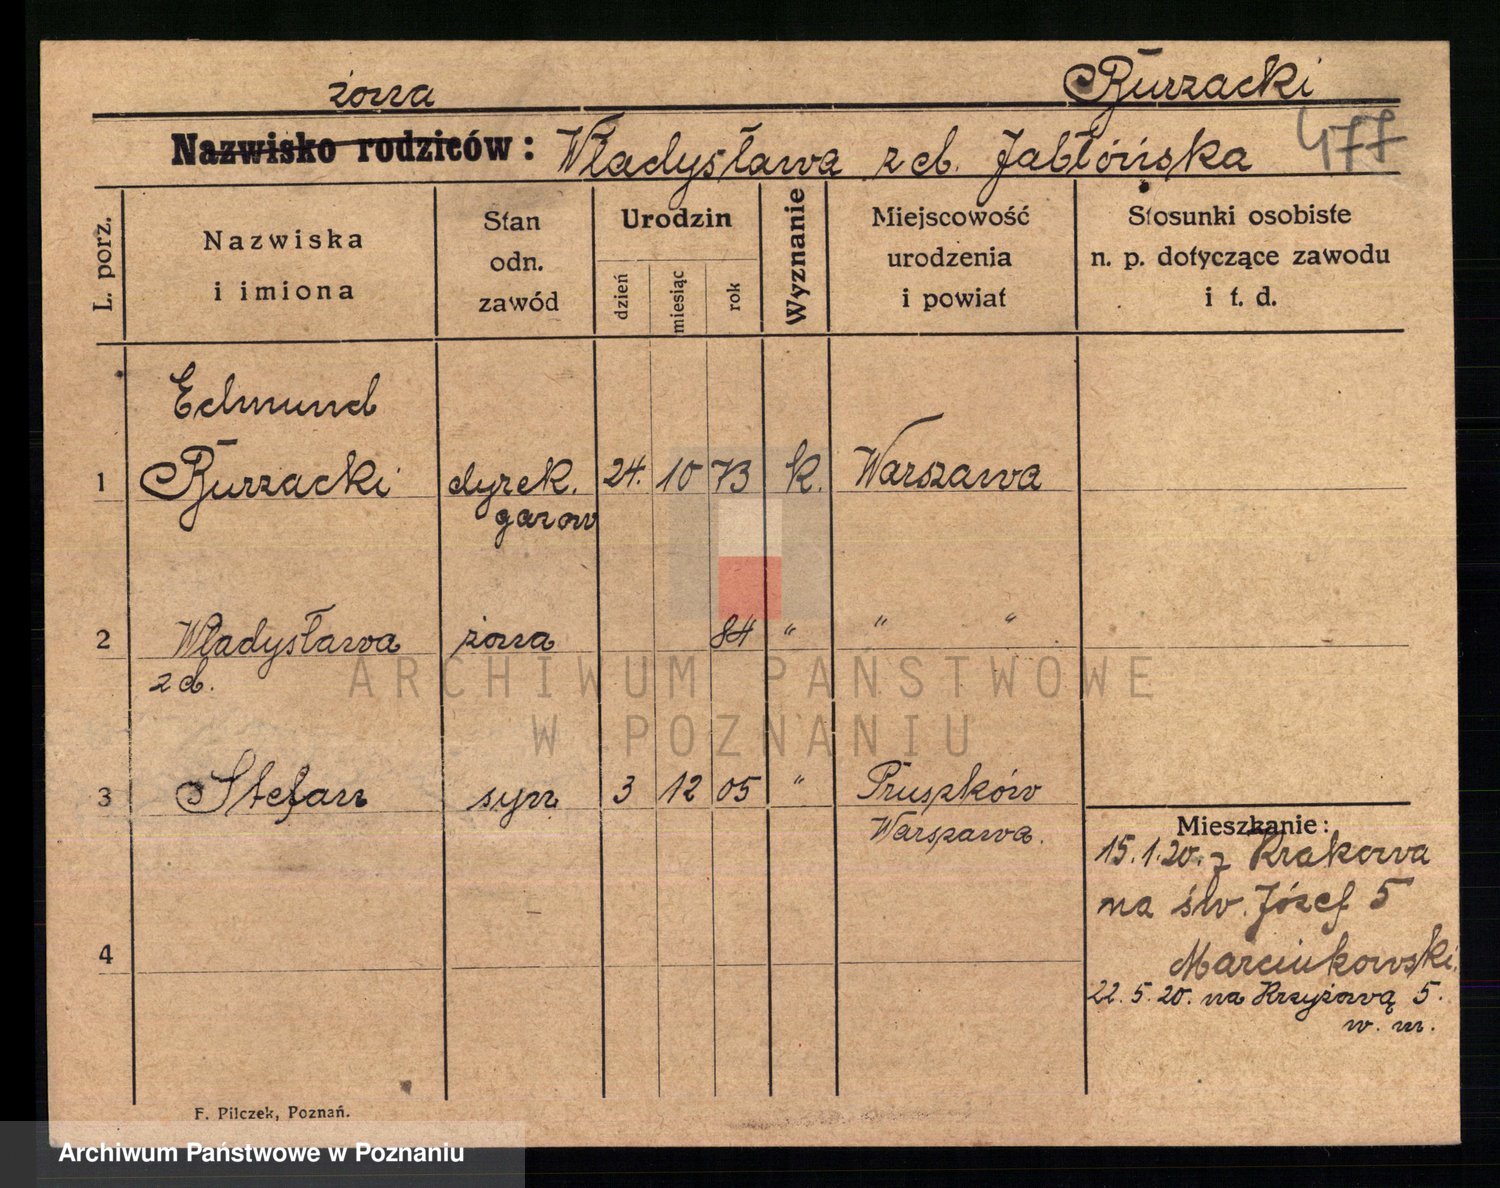 żona
Burzacki
Nazwisko rodziców: Władysława z d. Jabłońska 477
L. porz.
Nazwiska
i imiona
Stan
odn.
zawód
Urodzin
dzień
miesiąc
rok
Wyznanie
Miejscowość
urodzenia
i powiat
Stosunki osobiste
n. p. dotyczące zawodu
i t. d.
Edmund
1 Burzacki dyrek. 24. 10 73 k. Warszawa
gazow
2 Władysława żona 84 " " "
z d.
3 Stefan syn 3 12 05 " Pruszków
Warszawa.
Mieszkanie:
15.1.20. z Krakowa
na św. Józef 5
Marcinkowski.
4
22.5.20. na Krzyżową 5.
w. m.
F. Pilczek, Poznań.
ARCHIWUM PAŃSTWOWE
W POZNANIU
Archiwum Państwowe w Poznaniu